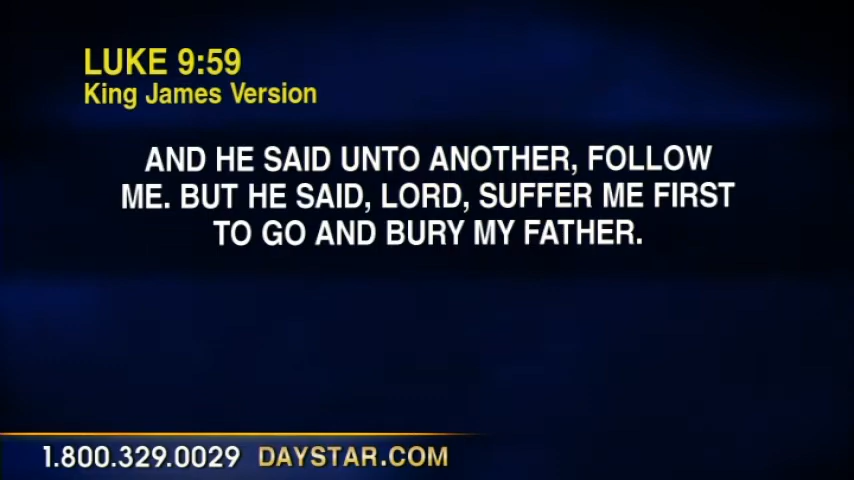 LUKE 9:59
King James Version
AND HE SAID UNTO ANOTHER, FOLLOW
ME. BUT HE SAID, LORD, SUFFER ME FIRST
TO GO AND BURY MY FATHER.
1.800.329.0029 DAYSTAR.COM